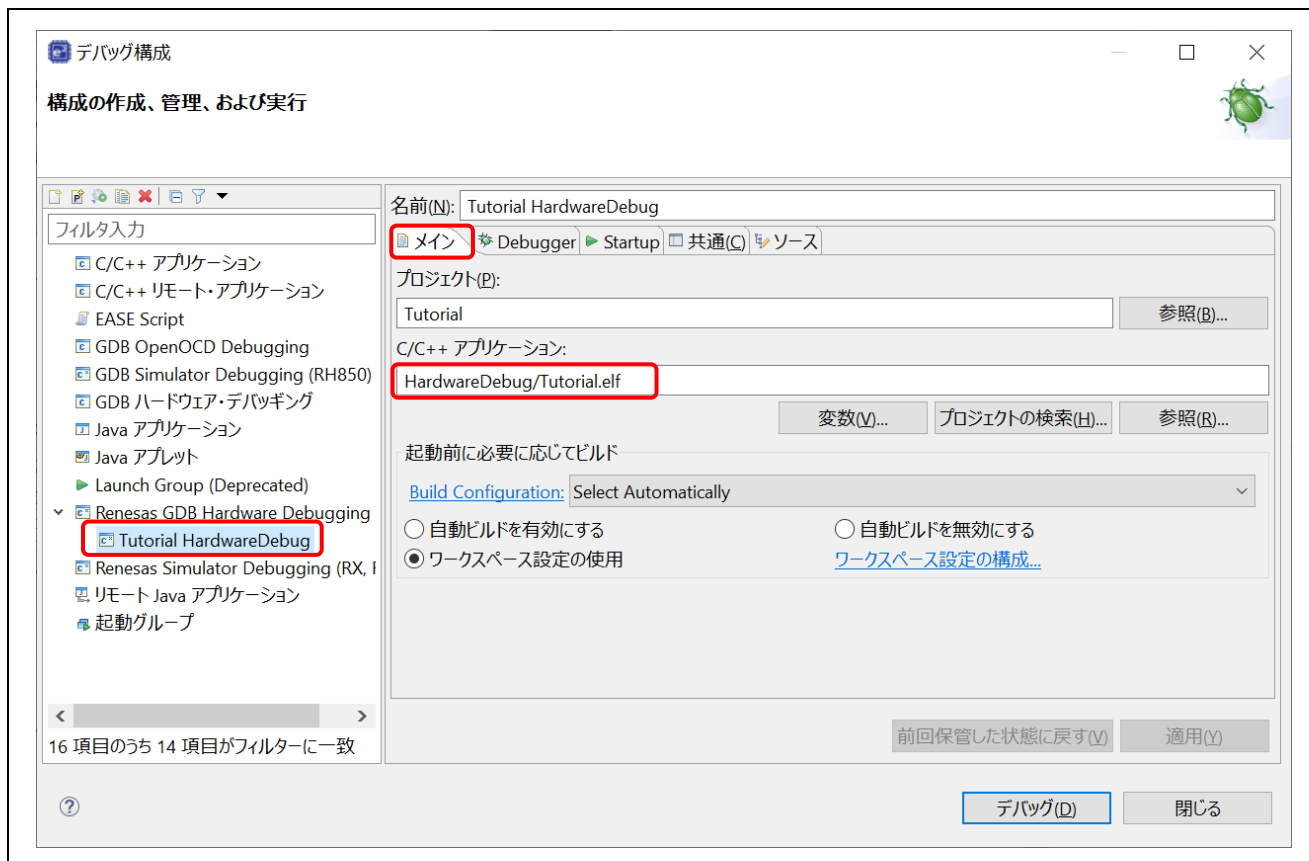 デバッグ構成
構成の作成、管理、および実行
フィルタ入力
C/C++ アプリケーション
C/C++ リモート・アプリケーション
EASE Script
GDB OpenOCD Debugging
GDB Simulator Debugging (RH850)
GDB ハードウェア・デバッギング
Java アプリケーション
Java アプレット
Launch Group (Deprecated)
Renesas GDB Hardware Debugging
Tutorial HardwareDebug
Renesas Simulator Debugging (RX,
リモート Java アプリケーション
起動グループ
16 項目のうち 14 項目がフィルターに一致
名前(N): Tutorial HardwareDebug
メイン Debugger Startup 共通(C) ソース
プロジェクト(P):
Tutorial 参照(B)...
C/C++ アプリケーション:
HardwareDebug/Tutorial.elf
変数(V)... プロジェクトの検索(H)... 参照(R)...
起動前に必要に応じてビルド
Build Configuration: Select Automatically
自動ビルドを有効にする 自動ビルドを無効にする
ワークスペース設定の使用 ワークスペース設定の構成...
前回保管した状態に戻す(V) 適用(Y)
デバッグ(D) 閉じる